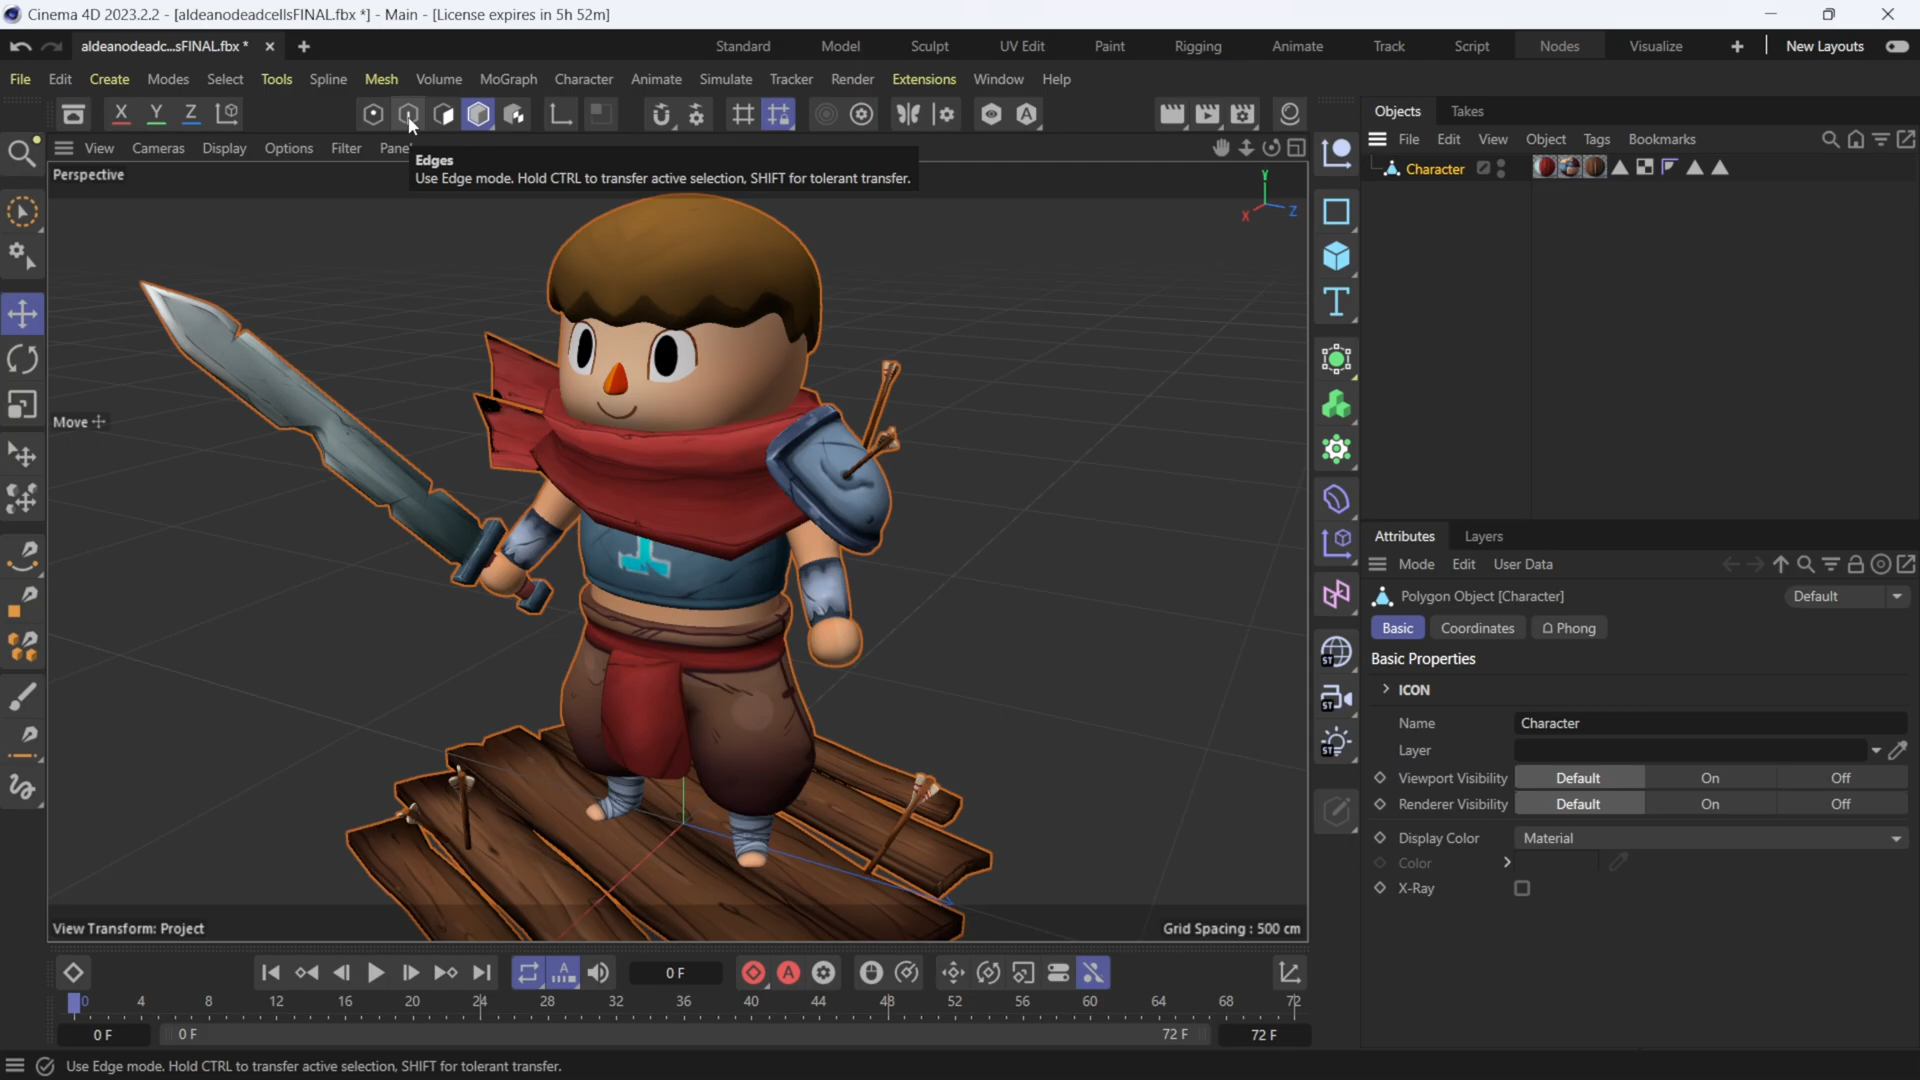 Cinema 4D 2023.2.2 - [aldeanodeadcellsFINAL.fbx *] - Main - [License expires in 5h 52m]
aldeanodeadc...sFINAL.fbx *
Standard Model Sculpt UV Edit Paint Rigging Animate Track Script Nodes Visualize New Layouts
File Edit Create Modes Select Tools Spline Mesh Volume MoGraph Character Animate Simulate Tracker Render Extensions Window Help
X Y Z
Objects Takes
File Edit View Object Tags Bookmarks
View Cameras Display Options Filter Pane
Edges
Use Edge mode. Hold CTRL to transfer active selection, SHIFT for tolerant transfer.
Perspective
Character
Y
X Z
Move
Attributes Layers
Mode Edit User Data
Polygon Object [Character]
Default
Basic Coordinates Phong
Basic Properties
ICON
Name Character
Layer
Viewport Visibility Default On Off
Renderer Visibility Default On Off
Display Color Material
Color
X-Ray
ST
ST
ST
View Transform: Project
Grid Spacing : 500 cm
0 F
0 4 8 12 16 20 24 28 32 36 40 44 48 52 56 60 64 68 72
0 F 0 F 72 F 72 F
Use Edge mode. Hold CTRL to transfer active selection, SHIFT for tolerant transfer.